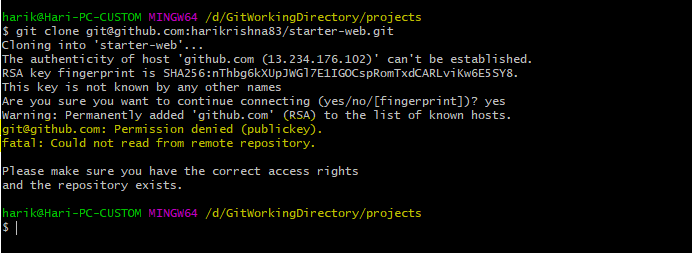 harik@Hari-PC-CUSTOM MINGW64 /d/GitWorkingDirectory/projects
$ git clone git@github.com:harikrishna83/starter-web.git
Cloning into 'starter-web'...
The authenticity of host 'github.com (13.234.176.102)' can't be established.
RSA key fingerprint is SHA256:nThbg6kXUpJWGl7E1IGOCspRomTxdCARLviKw6E5SY8.
This key is not known by any other names
Are you sure you want to continue connecting (yes/no/[fingerprint])? yes
Warning: Permanently added 'github.com' (RSA) to the list of known hosts.
git@github.com: Permission denied (publickey).
fatal: Could not read from remote repository.
Please make sure you have the correct access rights
and the repository exists.
harik@Hari-PC-CUSTOM MINGW64 /d/GitWorkingDirectory/projects
$